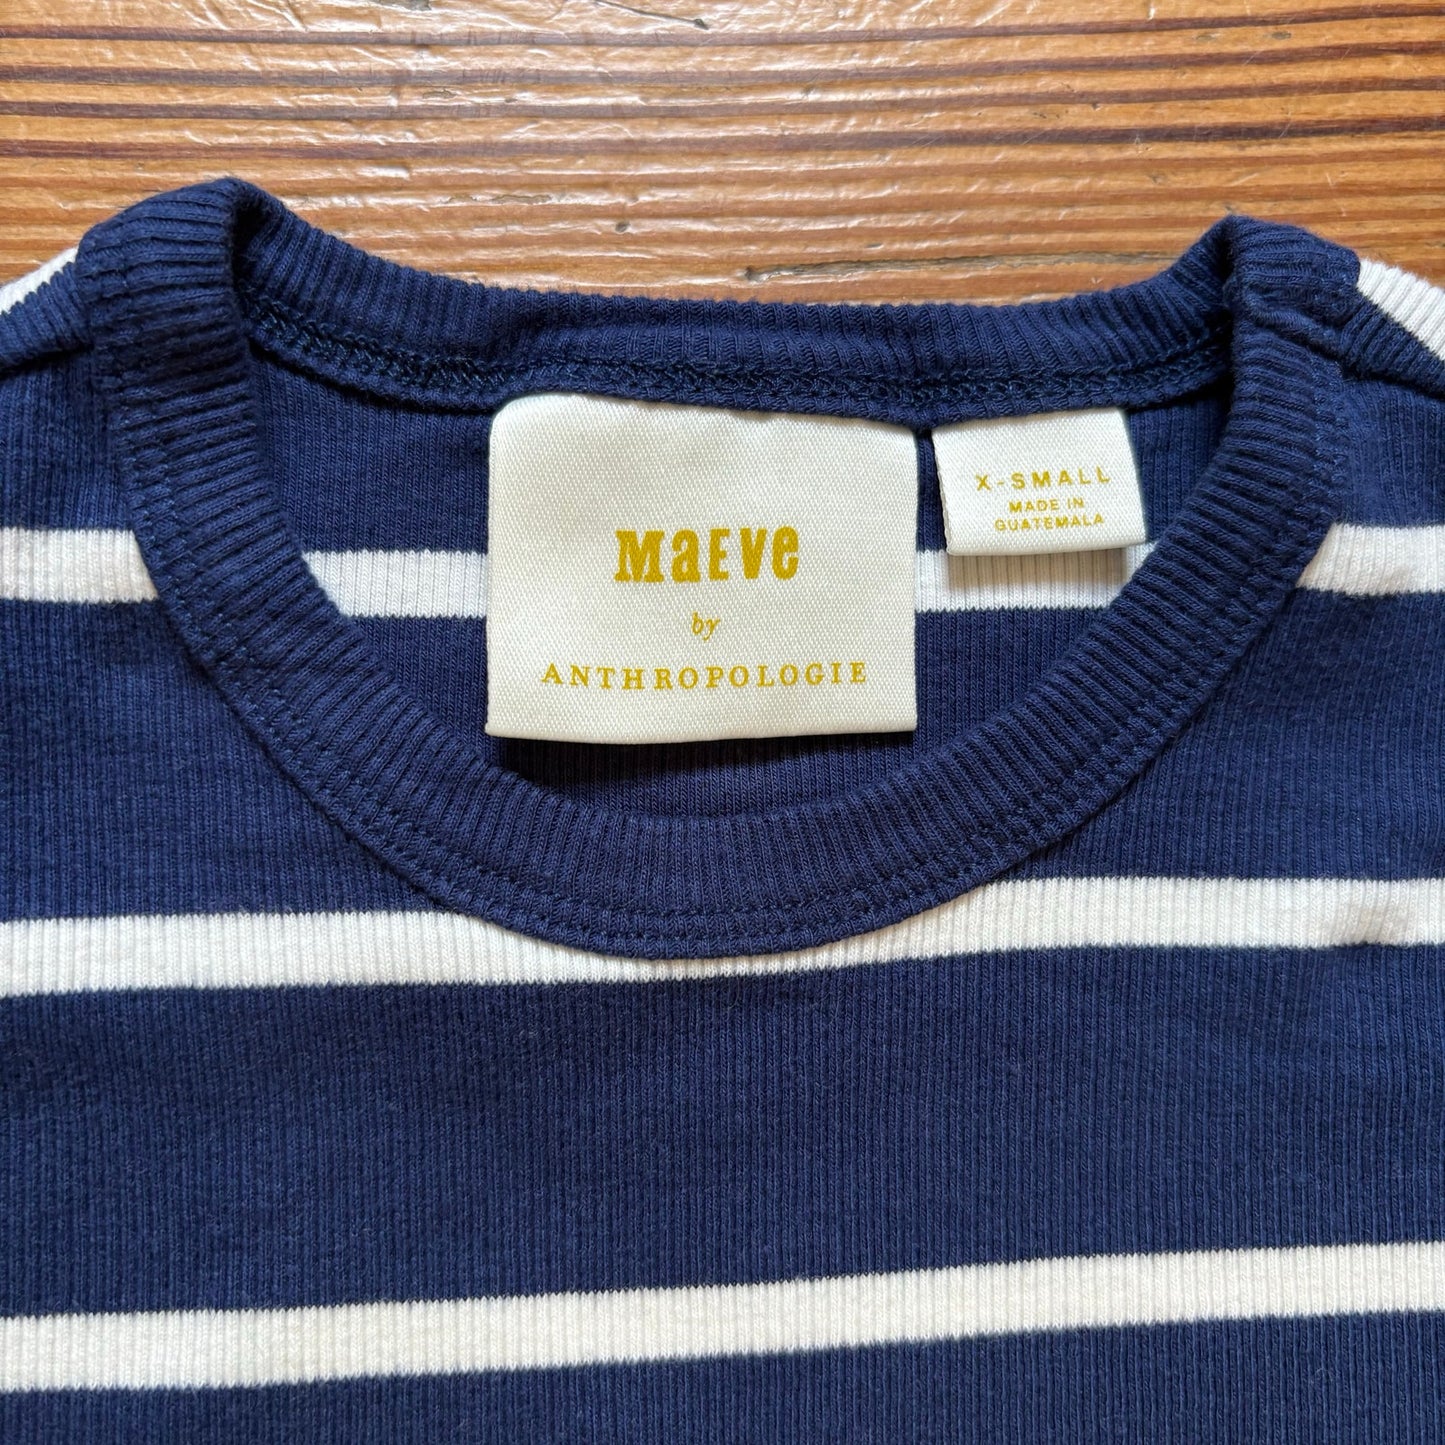 MaEVe
by
ANTHROPOLOGIE
X-SMALL
MADE IN
GUATEMALA